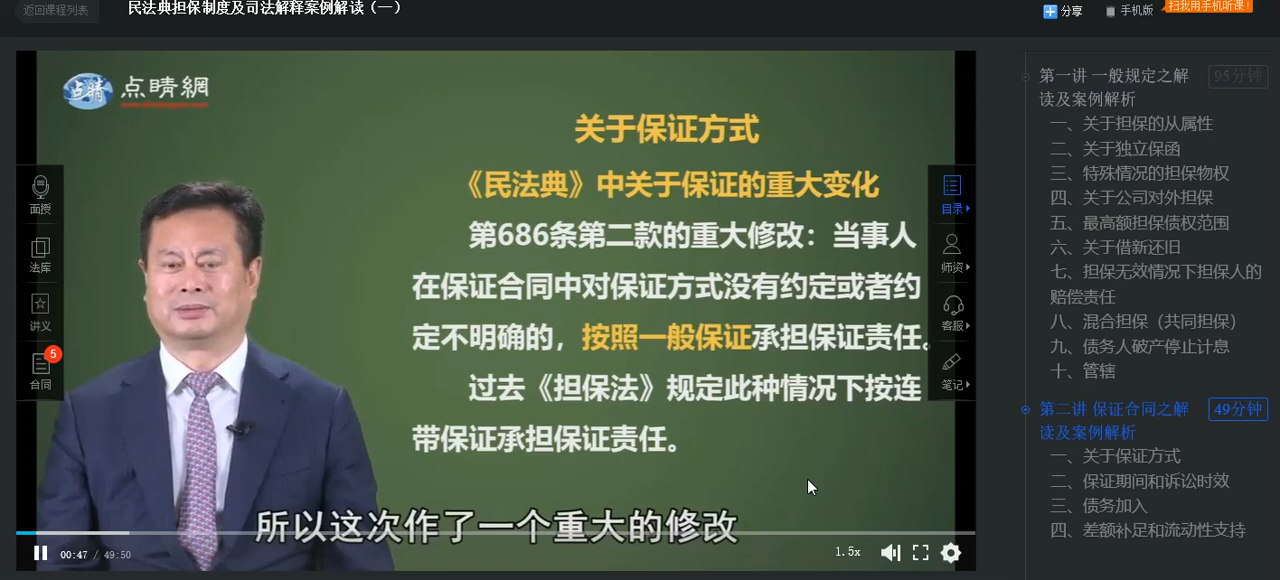 返回课程列表
民法典担保制度及司法解释案例解读（一）
分享
手机版
扫我用手机听课！
点睛
点睛網
关于保证方式
《民法典》中关于保证的重大变化
第686条第二款的重大修改：当事人
在保证合同中对保证方式没有约定或者约
定不明确的，按照一般保证承担保证责任。
过去《担保法》规定此种情况下按连
带保证承担保证责任。
所以这次作了一个重大的修改
面授
法库
讲义
5
合同
目录
师资
客服
笔记
00:47 / 49:50
1.5x
第一讲 一般规定之解
读及案例解析
95分钟
一、关于担保的从属性
二、关于独立保函
三、特殊情况的担保物权
四、关于公司对外担保
五、最高额担保债权范围
六、关于借新还旧
七、担保无效情况下担保人的
赔偿责任
八、混合担保（共同担保）
九、债务人破产停止计息
十、管辖
第二讲 保证合同之解
读及案例解析
49分钟
一、关于保证方式
二、保证期间和诉讼时效
三、债务加入
四、差额补足和流动性支持